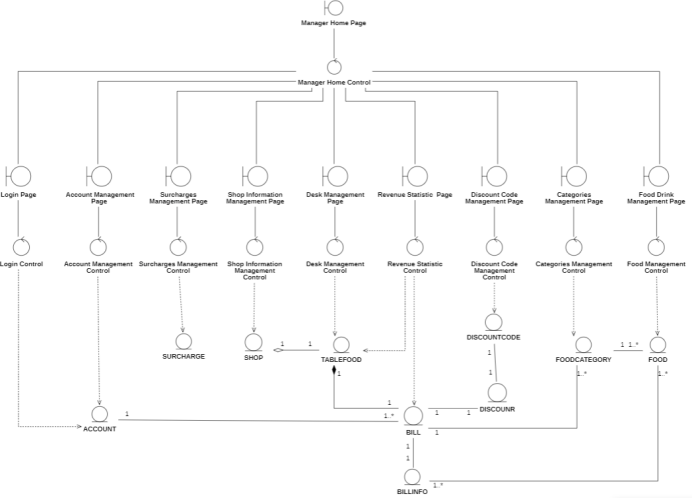 Manager Home Page
Manager Home Control
Login Page
Account Management
Page
Surcharges
Management Page
Shop Information
Management Page
Desk Management
Page
Revenue Statistic Page
Discount Code
Management Page
Categories
Management Page
Food Drink
Management Page
Login Control
Account Management
Control
Surcharges Management
Control
Shop Information
Management
Control
Desk Management
Control
Revenue Statistic
Control
Discount Code
Management
Control
Categories Management
Control
Food Management
Control
DISCOUNTCODE
SURCHARGE
SHOP
1
1
TABLEFOOD
FOODCATEGORY
1
1..*
FOOD
1
1
1
1..*
1..*
DISCOUNR
1
1..*
1
1
1
ACCOUNT
BILL
1
1
1
BILLINFO
1..*